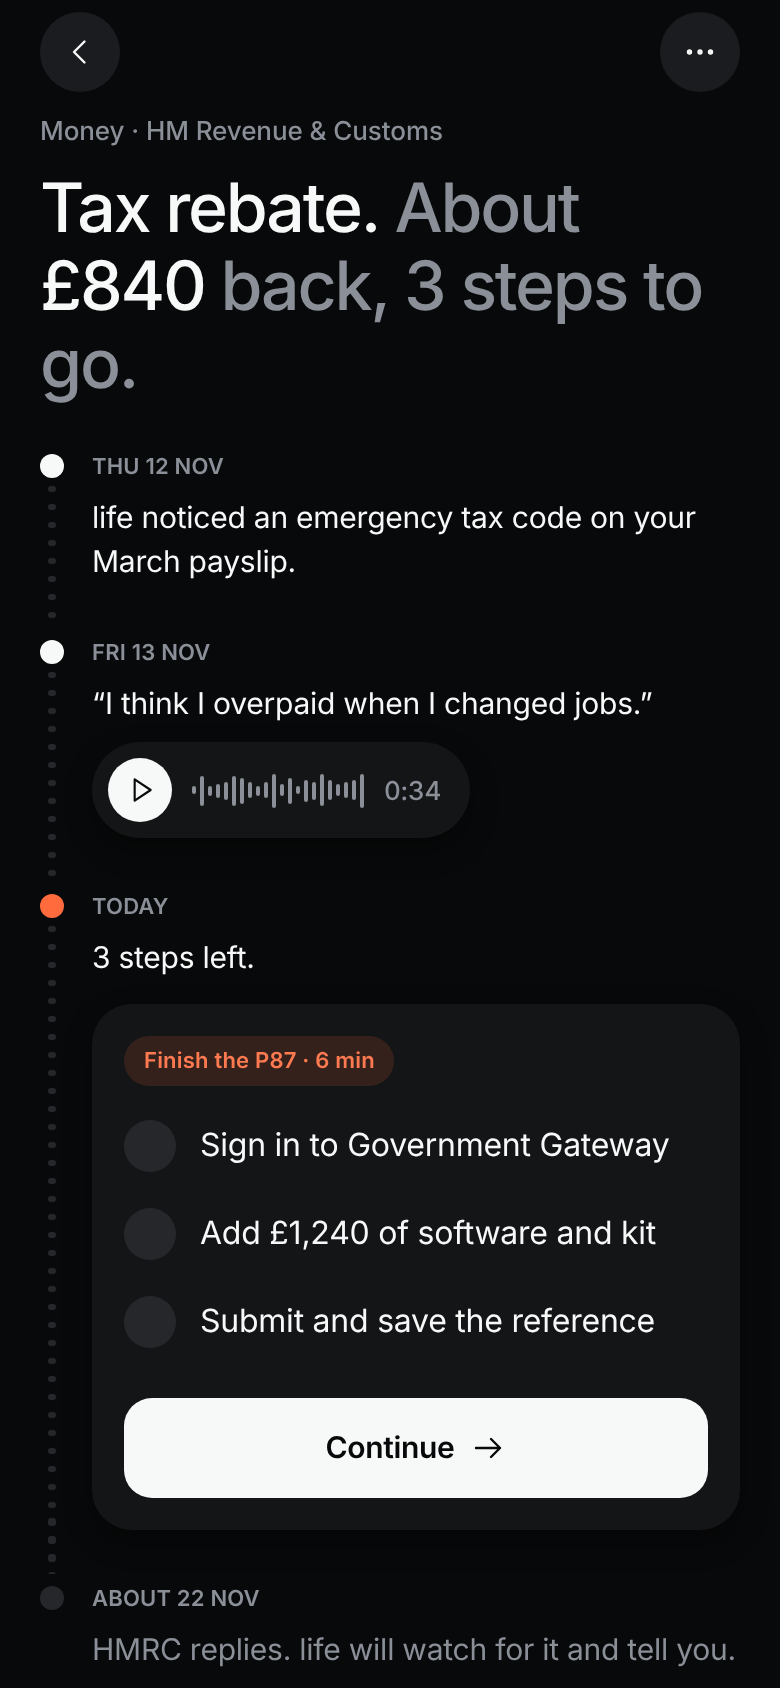 Money · HM Revenue & Customs
Tax rebate. About
£840 back, 3 steps to
go.
THU 12 NOV
life noticed an emergency tax code on your
March payslip.
FRI 13 NOV
“I think I overpaid when I changed jobs.”
0:34
TODAY
3 steps left.
Finish the P87 · 6 min
Sign in to Government Gateway
Add £1,240 of software and kit
Submit and save the reference
Continue →
ABOUT 22 NOV
HMRC replies. life will watch for it and tell you.